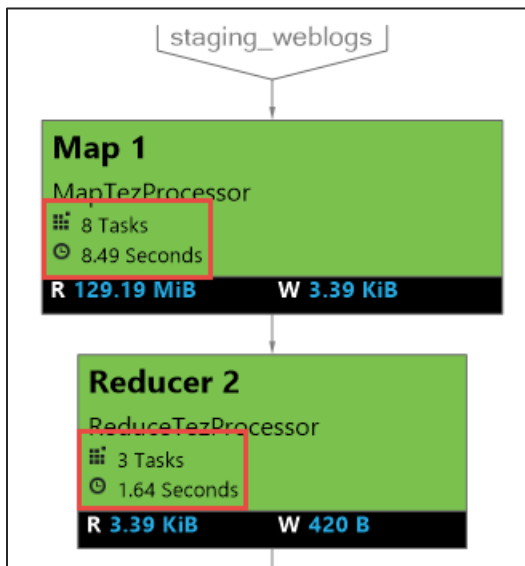 staging_weblogs
Map 1
MapTezProcessor
8 Tasks
8.49 Seconds
R 129.19 MiB W 3.39 KiB
Reducer 2
ReduceTezProcessor
3 Tasks
1.64 Seconds
R 3.39 KiB W 420 B